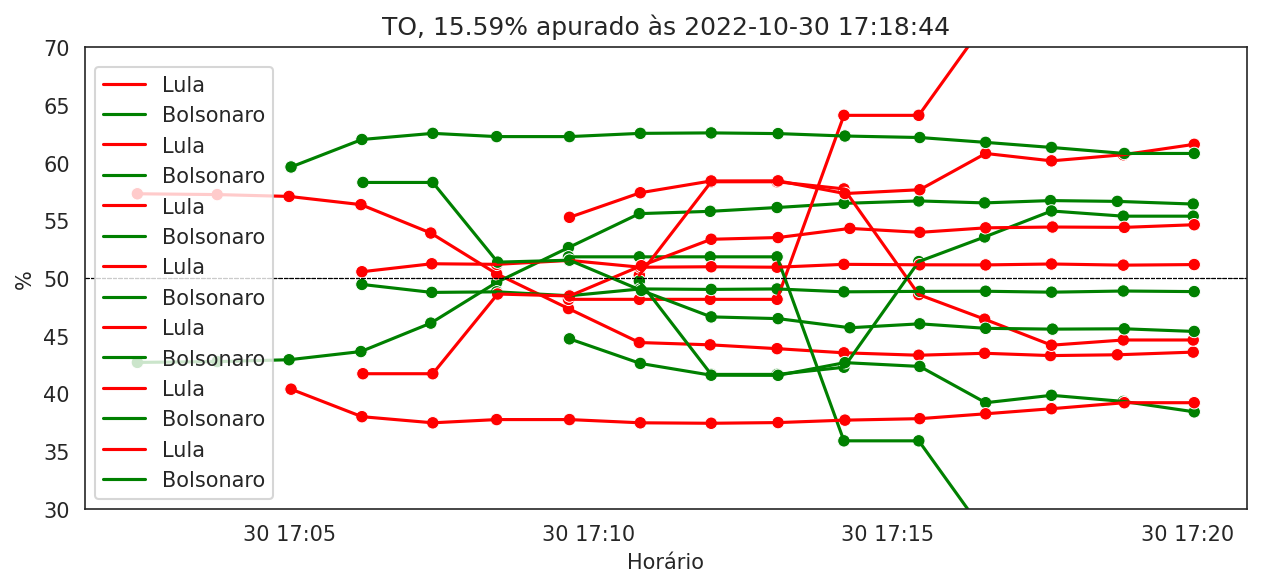 TO, 15.59% apurado às 2022-10-30 17:18:44
70
65
60
55
50
45
40
35
30
%
Lula
Bolsonaro
Lula
Bolsonaro
Lula
Bolsonaro
Lula
Bolsonaro
Lula
Bolsonaro
Lula
Bolsonaro
Lula
Bolsonaro
30 17:05
30 17:10
30 17:15
30 17:20
Horário